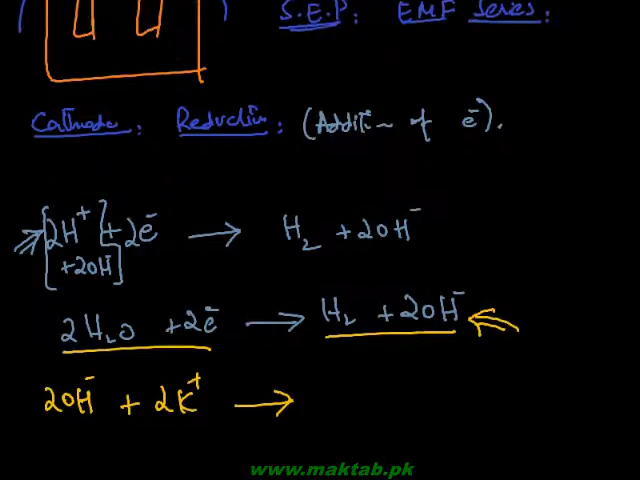 S.E.P: EMF Series:
Cathode: Reduction: (Addition of e⁻).
[2H⁺ + 2e⁻ → H₂ + 2OH⁻
+2OH⁻]
2H₂O + 2e⁻ → H₂ + 2OH⁻
2OH⁻ + 2K⁺ →
www.maktab.pk